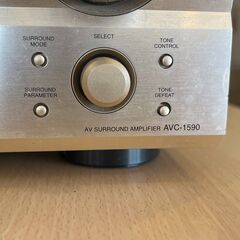 SURROUND
MODE
SELECT
TONE
CONTROL
SURROUND
PARAMETER
TONE
DEFEAT
AV SURROUND AMPLIFIER AVC-1590